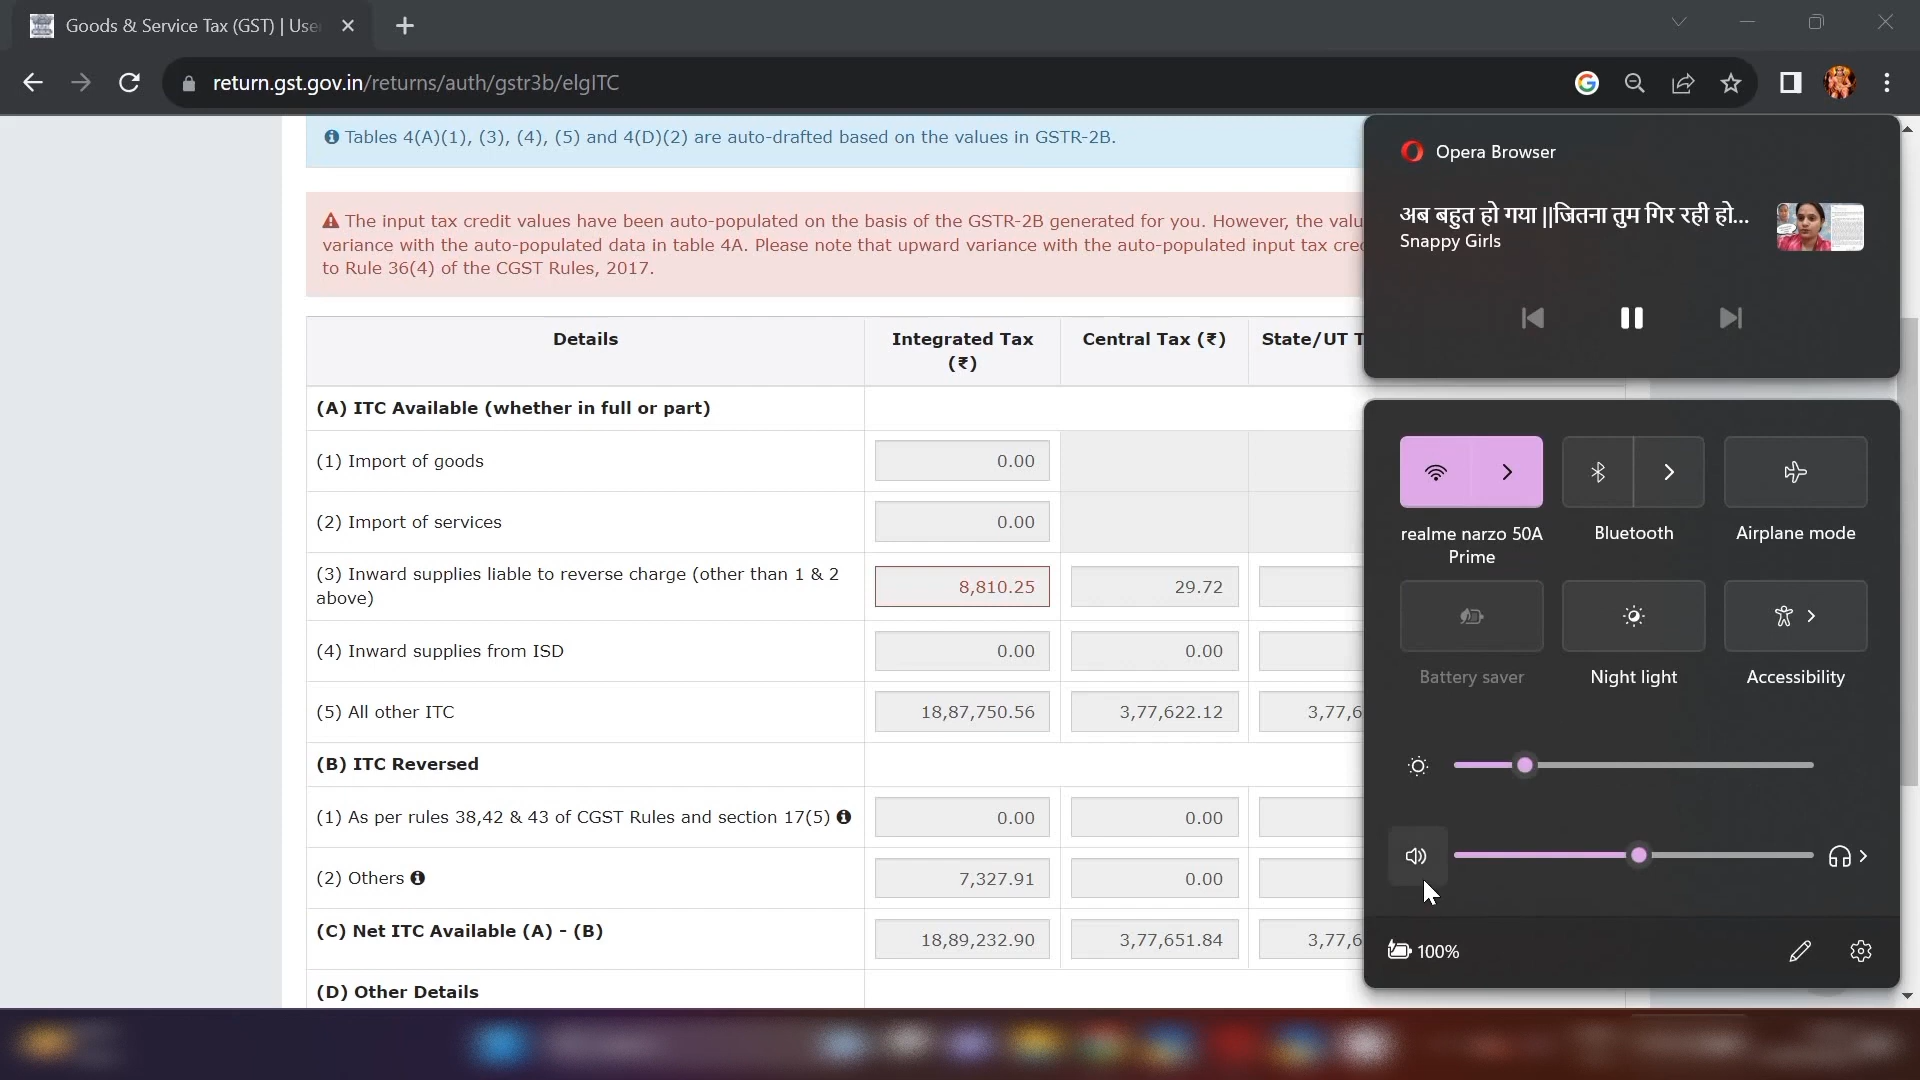 Goods & Service Tax (GST) | Use
return.gst.gov.in/returns/auth/gstr3b/elgITC
Tables 4(A)(1), (3), (4), (5) and 4(D)(2) are auto-drafted based on the values in GSTR-2B.
The input tax credit values have been auto-populated on the basis of the GSTR-2B generated for you. However, the valu
variance with the auto-populated data in table 4A. Please note that upward variance with the auto-populated input tax cre
to Rule 36(4) of the CGST Rules, 2017.
Details
Integrated Tax
(₹)
Central Tax (₹)
State/UT T
(A) ITC Available (whether in full or part)
(1) Import of goods
0.00
(2) Import of services
0.00
(3) Inward supplies liable to reverse charge (other than 1 & 2
above)
8,810.25
29.72
(4) Inward supplies from ISD
0.00
0.00
(5) All other ITC
18,87,750.56
3,77,622.12
3,77,6
(B) ITC Reversed
(1) As per rules 38,42 & 43 of CGST Rules and section 17(5)
0.00
0.00
(2) Others
7,327.91
0.00
(C) Net ITC Available (A) - (B)
18,89,232.90
3,77,651.84
3,77,6
(D) Other Details
Opera Browser
अब बहुत हो गया ||जितना तुम गिर रही हो...
Snappy Girls
realme narzo 50A
Prime
Bluetooth
Airplane mode
Battery saver
Night light
Accessibility
100%